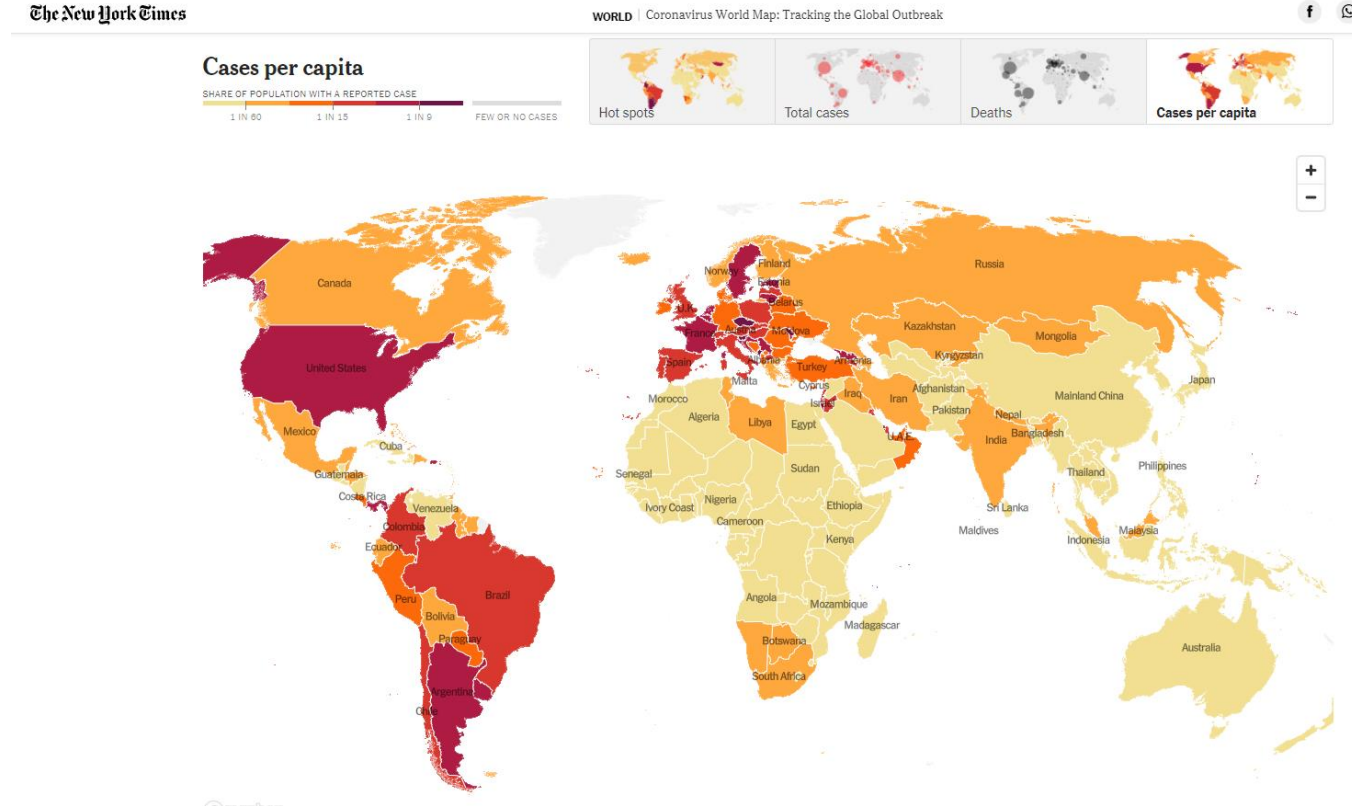 The New York Times
WORLD | Coronavirus World Map: Tracking the Global Outbreak
Cases per capita
SHARE OF POPULATION WITH A REPORTED CASE
1 IN 60
1 IN 15
1 IN 9
FEW OR NO CASES
Hot spots
Total cases
Deaths
Cases per capita
+
−
Canada
United States
Mexico
Cuba
Guatemala
Costa Rica
Venezuela
Colombia
Ecuador
Peru
Brazil
Bolivia
Paraguay
Argentina
Chile
Norway
Finland
Estonia
Russia
U.K.
Belarus
France
Austria
Moldova
Spain
Albania
Malta
Turkey
Armenia
Cyprus
Israel
Kazakhstan
Mongolia
Kyrgyzstan
Japan
Mainland China
Afghanistan
Iraq
Iran
Pakistan
Nepal
India
Bangladesh
U.A.E.
Morocco
Algeria
Libya
Egypt
Senegal
Sudan
Ivory Coast
Nigeria
Ethiopia
Cameroon
Kenya
Angola
Mozambique
Madagascar
Botswana
South Africa
Thailand
Philippines
Sri Lanka
Maldives
Malaysia
Indonesia
Australia